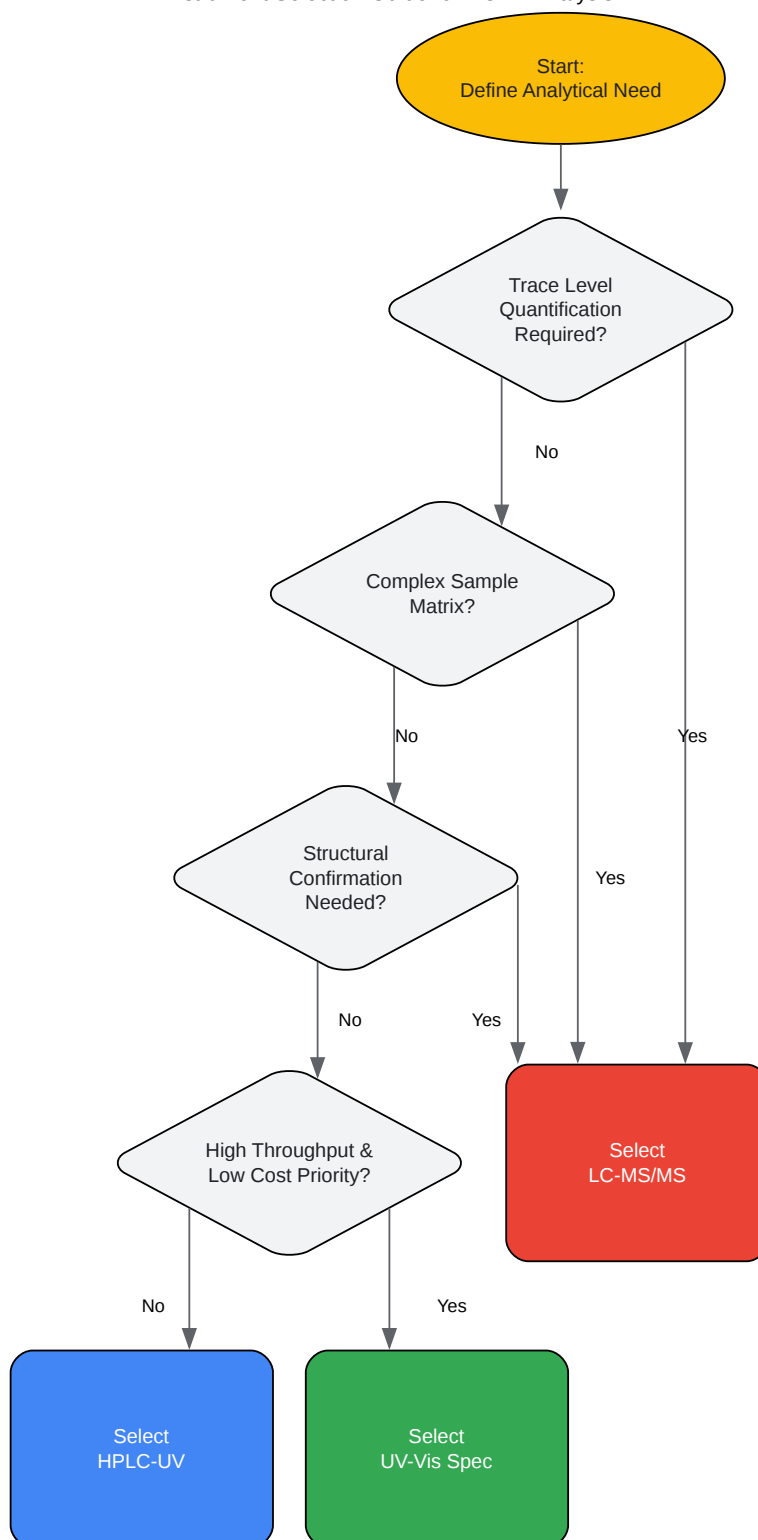 Start:
Define Analytical Need
Trace Level
Quantification
Required?
No
Complex Sample
Matrix?
No
Yes
Structural
Confirmation
Needed?
Yes
No
Yes
High Throughput &
Low Cost Priority?
Select
LC-MS/MS
No
Yes
Select
HPLC-UV
Select
UV-Vis Spec